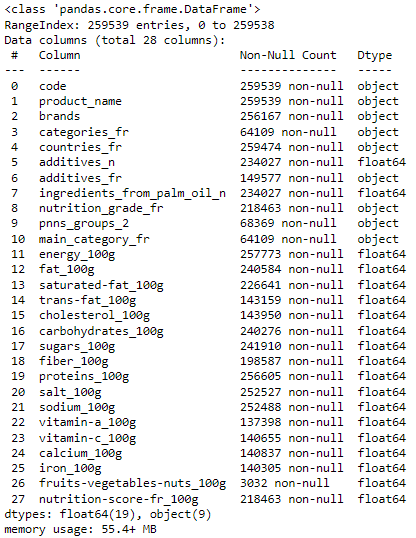 <class 'pandas.core.frame.DataFrame'>
RangeIndex: 259539 entries, 0 to 259538
Data columns (total 28 columns):
 #   Column                      Non-Null Count   Dtype
---  ------                      --------------   -----
 0   code                        259539 non-null  object
 1   product_name                259539 non-null  object
 2   brands                      256167 non-null  object
 3   categories_fr               64109 non-null   object
 4   countries_fr                259474 non-null  object
 5   additives_n                 234027 non-null  float64
 6   additives_fr                149577 non-null  object
 7   ingredients_from_palm_oil_n 234027 non-null  float64
 8   nutrition_grade_fr          218463 non-null  object
 9   pnns_groups_2               68369 non-null   object
 10  main_category_fr            64109 non-null   object
 11  energy_100g                 257773 non-null  float64
 12  fat_100g                    240584 non-null  float64
 13  saturated-fat_100g          226641 non-null  float64
 14  trans-fat_100g              143159 non-null  float64
 15  cholesterol_100g            143950 non-null  float64
 16  carbohydrates_100g          240276 non-null  float64
 17  sugars_100g                 241910 non-null  float64
 18  fiber_100g                  198587 non-null  float64
 19  proteins_100g               256605 non-null  float64
 20  salt_100g                   252527 non-null  float64
 21  sodium_100g                 252488 non-null  float64
 22  vitamin-a_100g              137398 non-null  float64
 23  vitamin-c_100g              140655 non-null  float64
 24  calcium_100g                140837 non-null  float64
 25  iron_100g                   140305 non-null  float64
 26  fruits-vegetables-nuts_100g 3032 non-null    float64
 27  nutrition-score-fr_100g     218463 non-null  float64
dtypes: float64(19), object(9)
memory usage: 55.4+ MB